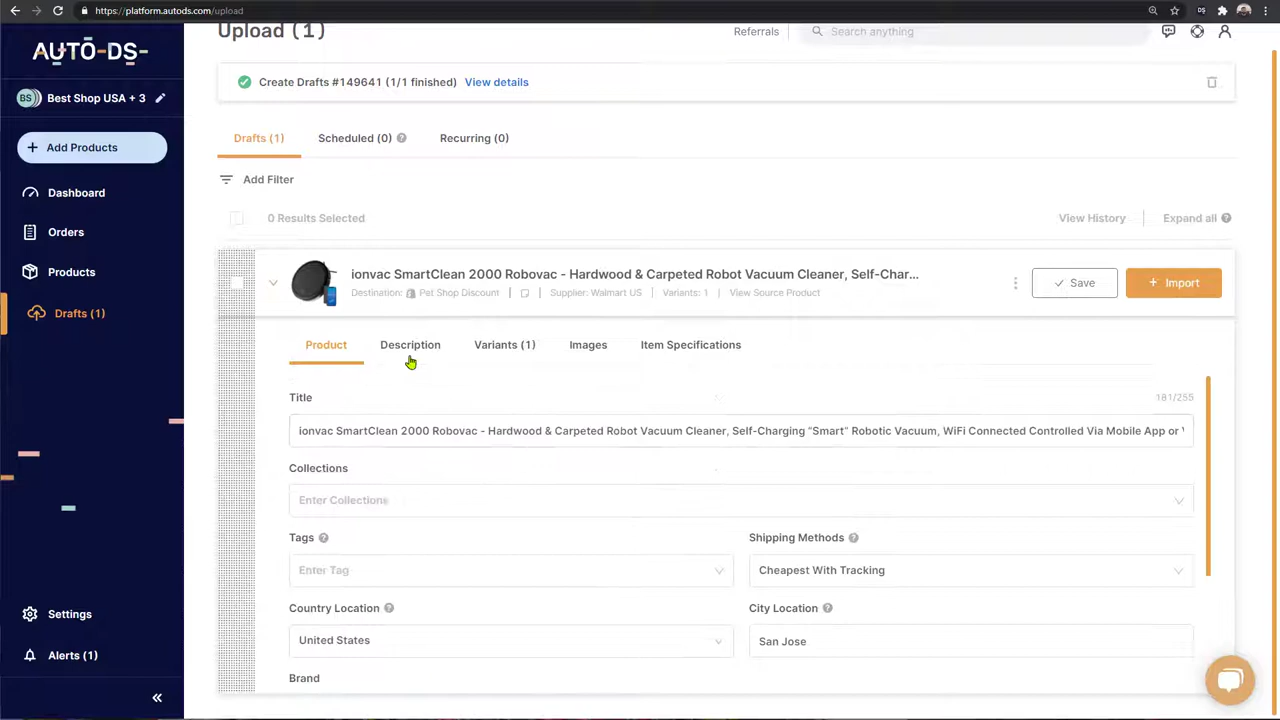 https://platform.autods.com/upload
DS
AUTO-DS
Upload (1)
Referrals
Search anything
BS Best Shop USA + 3
Create Drafts #149641 (1/1 finished) View details
+ Add Products
Drafts (1) Scheduled (0) ? Recurring (0)
Add Filter
Dashboard
0 Results Selected
View History
Expand all ?
Orders
Products
Drafts (1)
ionvac SmartClean 2000 Robovac - Hardwood & Carpeted Robot Vacuum Cleaner, Self-Char...
Destination: Pet Shop Discount | Supplier: Walmart US Variants: 1 | View Source Product
Save
+ Import
Product Description Variants (1) Images Item Specifications
Title
181/255
ionvac SmartClean 2000 Robovac - Hardwood & Carpeted Robot Vacuum Cleaner, Self-Charging “Smart” Robotic Vacuum, WiFi Connected Controlled Via Mobile App or
Collections
Enter Collections
Tags ?
Shipping Methods ?
Enter Tag
Cheapest With Tracking
Country Location ?
City Location ?
United States
San Jose
Brand
Settings
Alerts (1)
«